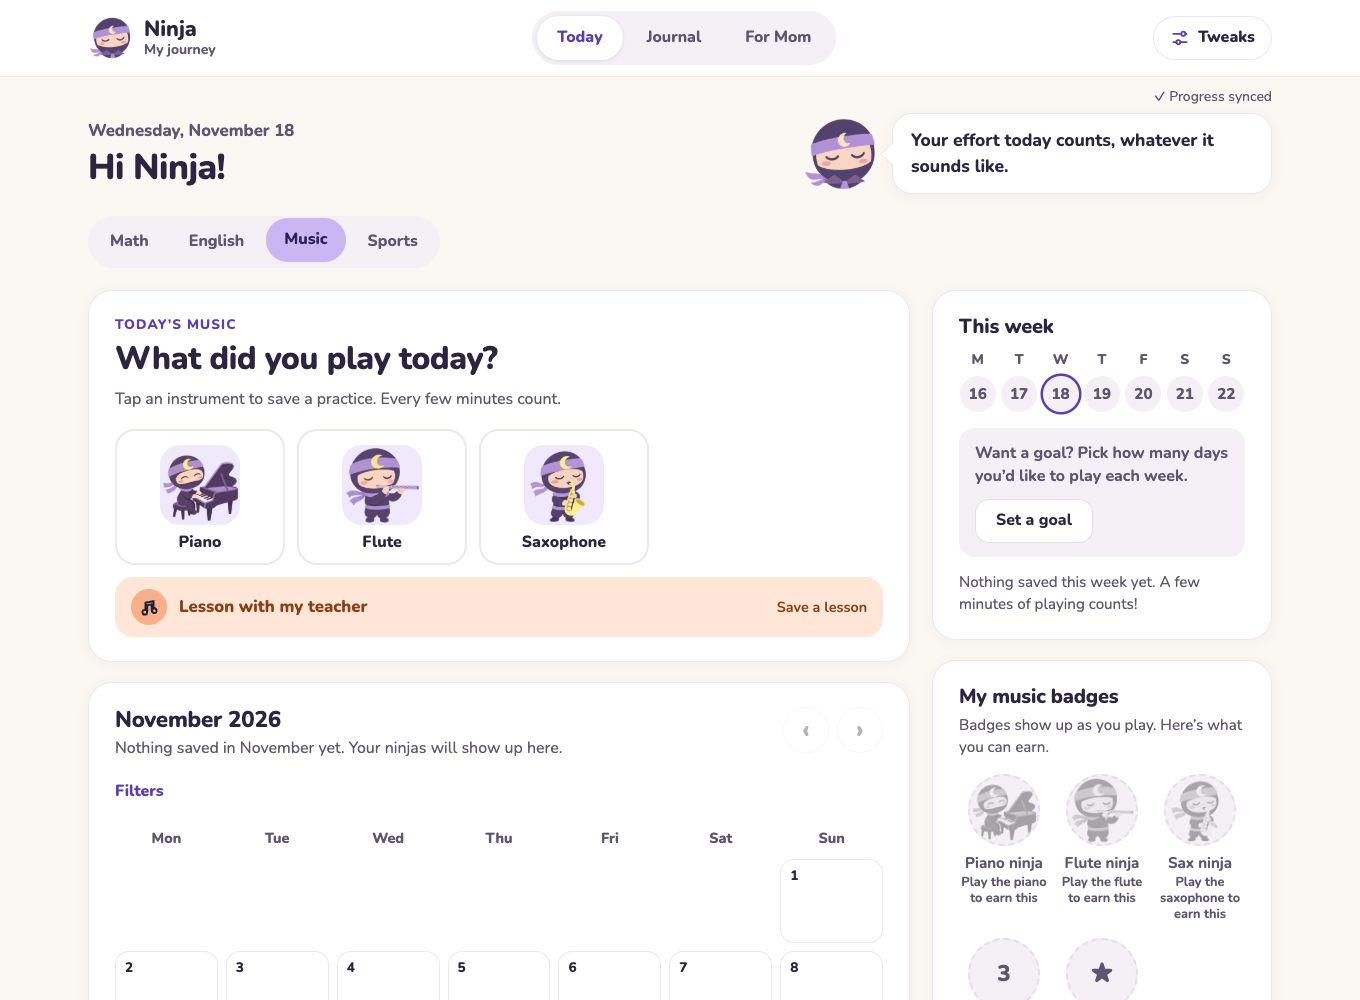 Ninja
My journey
Today
Journal
For Mom
Tweaks
✓ Progress synced
Wednesday, November 18
Hi Ninja!
Your effort today counts, whatever it
sounds like.
Math
English
Music
Sports
TODAY'S MUSIC
What did you play today?
Tap an instrument to save a practice. Every few minutes count.
Piano
Flute
Saxophone
Lesson with my teacher
Save a lesson
This week
M T W T F S S
16 17 18 19 20 21 22
Want a goal? Pick how many days
you'd like to play each week.
Set a goal
Nothing saved this week yet. A few
minutes of playing counts!
November 2026
Nothing saved in November yet. Your ninjas will show up here.
‹ ›
Filters
Mon Tue Wed Thu Fri Sat Sun
1
2 3 4 5 6 7 8
My music badges
Badges show up as you play. Here's what
you can earn.
Piano ninja
Play the piano
to earn this
Flute ninja
Play the flute
to earn this
Sax ninja
Play the
saxophone to
earn this
3